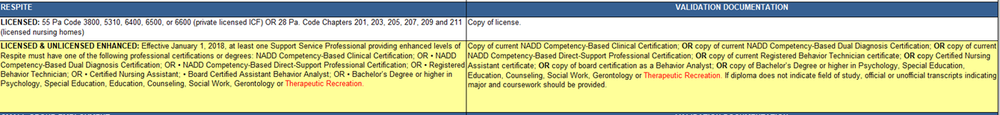 RESPITE
VALIDATION DOCUMENTATION
LICENSED: 55 Pa Code 3800, 5310, 6400, 6500, or 6600 (private licensed ICF) OR 28 Pa. Code Chapters 201, 203, 205, 207, 209 and 211
(licensed nursing homes)
Copy of license.
LICENSED & UNLICENSED ENHANCED: Effective January 1, 2018, at least one Support Service Professional providing enhanced levels of
Respite must have one of the following professional certifications or degrees: NADD Competency-Based Clinical Certification; OR • NADD
Competency-Based Dual Diagnosis Certification; OR • NADD Competency-Based Direct-Support Professional Certification; OR • Registered
Behavior Technician; OR • Certified Nursing Assistant; • Board Certified Assistant Behavior Analyst; OR • Bachelor's Degree or higher in
Psychology, Special Education, Education, Counseling, Social Work, Gerontology or Therapeutic Recreation.
Copy of current NADD Competency-Based Clinical Certification; OR copy of current NADD Competency-Based Dual Diagnosis Certification; OR copy of current
NADD Competency-Based Direct-Support Professional Certification; OR copy of current Registered Behavior Technician certificate; OR copy Certified Nursing
Assistant certificate; OR copy of board certification as a Behavior Analyst; OR copy of Bachelor's Degree or higher in Psychology, Special Education,
Education, Counseling, Social Work, Gerontology or Therapeutic Recreation. If diploma does not indicate field of study, official or unofficial transcripts indicating
major and coursework should be provided.